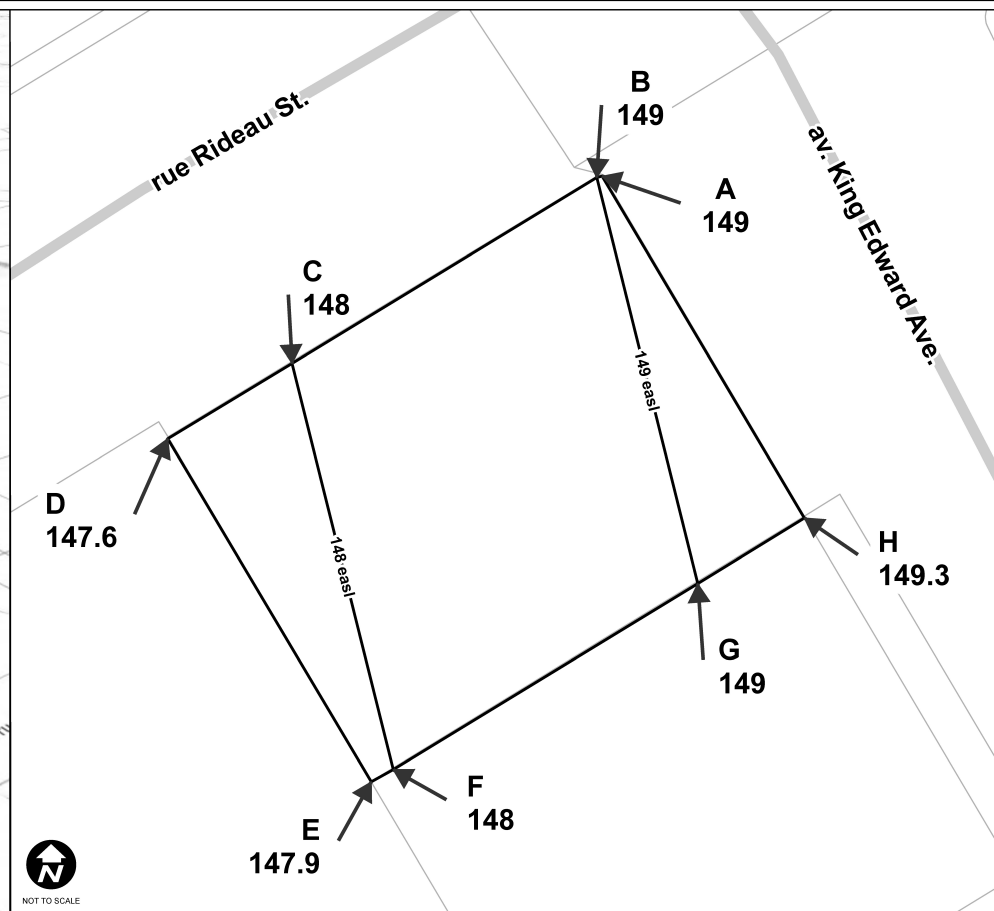 rue Rideau St.
B
149
av. King Edward Ave.
A
149
C
148
149 easl
D
147.6
148 easl
H
149.3
G
149
F
148
E
147.9
N
NOT TO SCALE